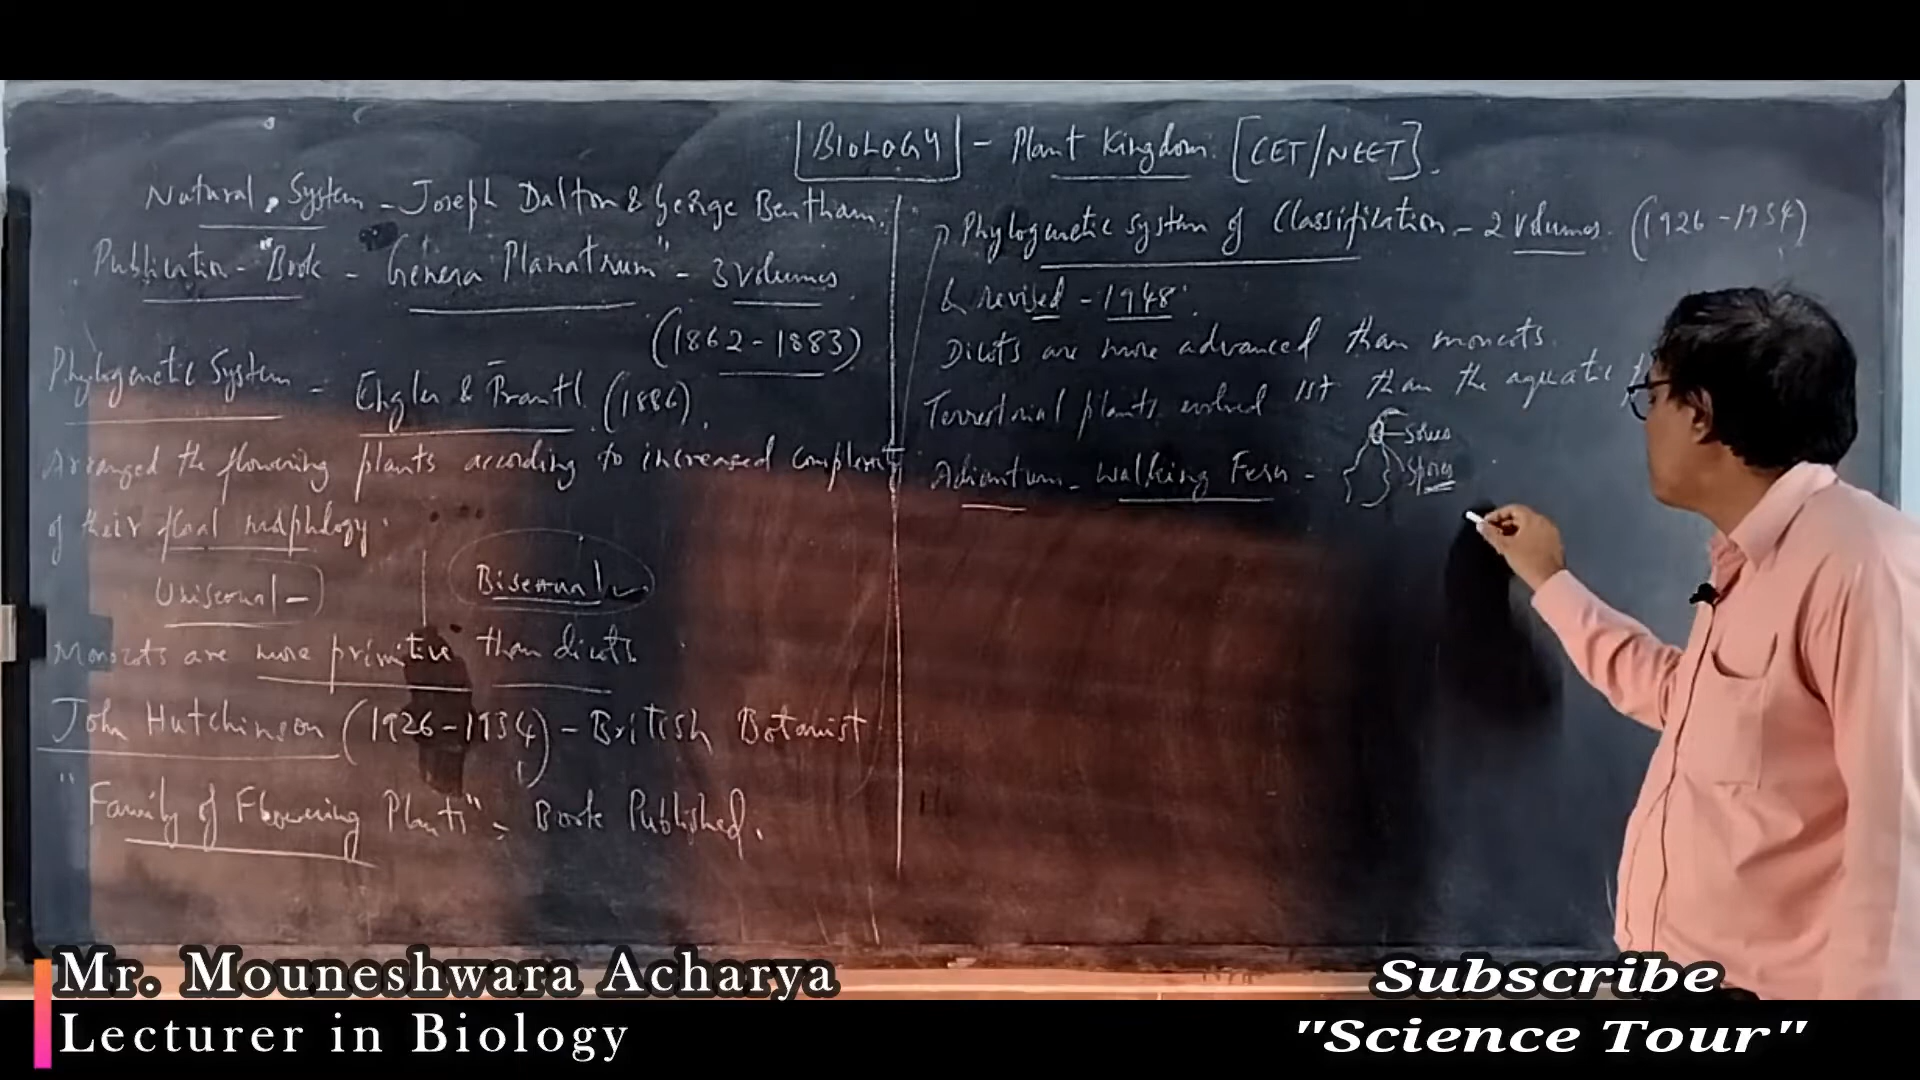 BIOLOGY - Plant Kingdom. [CET/NEET].
Natural System - Joseph Dalton & George Bentham.
Publication - "Book - Genera Planatrum" - 3 volumes
(1862 - 1883)
Phylogenetic System - Engler & Prantl. (1886).
Arranged the flowering plants according to increased complexity
of their floral morphology.
Unisexual - Bisexual
Monocots are more primitive than dicots.
John Hutchinson (1926 - 1934) - British Botanist
"Family of Flowering Plants" - Book Published.
Phylogenetic system of Classification - 2 volumes. (1926 - 1934)
& revised - 1948.
Dicots are more advanced than monocots.
Terrestrial plants evolved 1st than the aquatic
Adiantum - Walking Fern -
Sores
Spores
Mr. Mouneshwara Acharya
Lecturer in Biology
Subscribe
"Science Tour"